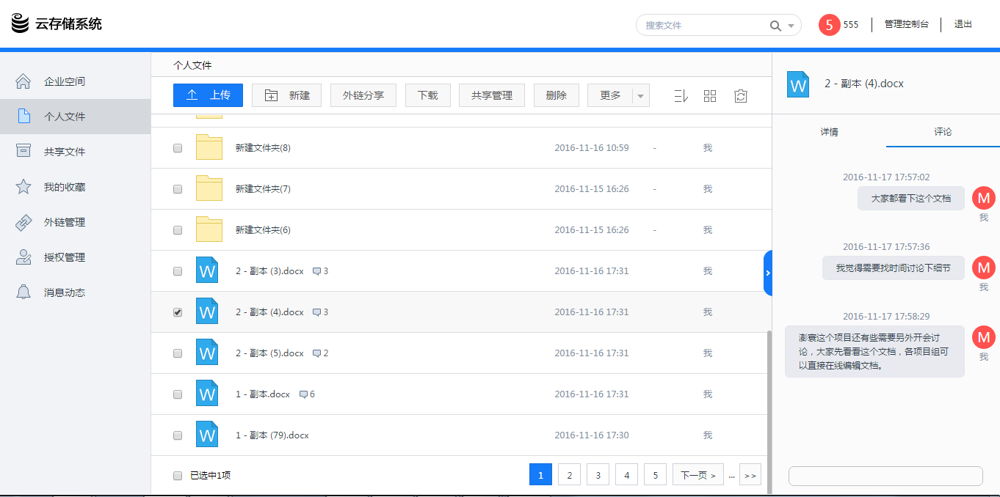 云存储系统
搜索文件
5 555 管理控制台 退出
企业空间
个人文件
共享文件
我的收藏
外链管理
授权管理
消息动态
个人文件
上传 新建 外链分享 下载 共享管理 删除 更多
新建文件夹(8) 2016-11-16 10:59 - 我
新建文件夹(7) 2016-11-15 16:26 - 我
新建文件夹(6) 2016-11-15 16:26 - 我
W 2 - 副本 (3).docx 3 2016-11-16 17:31 我
W 2 - 副本 (4).docx 3 2016-11-16 17:31 我
W 2 - 副本 (5).docx 2 2016-11-16 17:31 我
W 1 - 副本.docx 6 2016-11-16 17:31 我
W 1 - 副本 (79).docx 2016-11-16 17:30 我
已选中1项 1 2 3 4 5 下一页 > ... >>
W 2 - 副本 (4).docx
详情 评论
2016-11-17 17:57:02
大家都看下这个文档 M
我
2016-11-17 17:57:36
我觉得需要找时间讨论下细节 M
我
2016-11-17 17:58:29
澎寮这个项目还有些需要另外开会讨 M
论，大家先看看这个文档，各项目组可 我
以直接在线编辑文档。